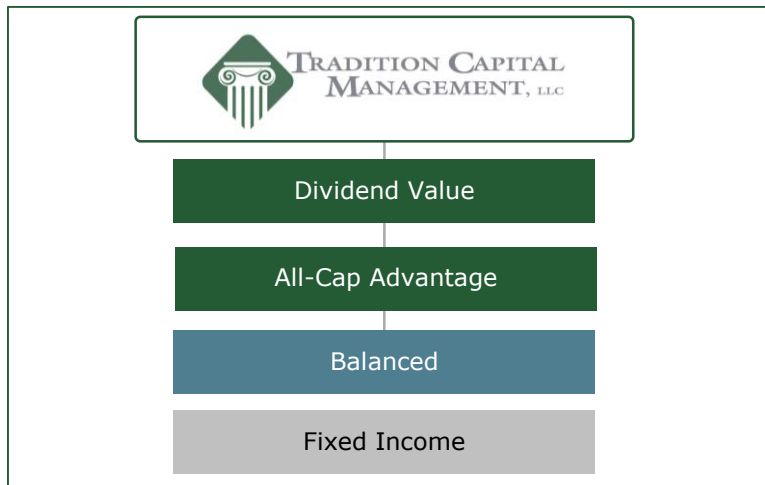 TRADITION CAPITAL
MANAGEMENT, LLC
Dividend Value
All-Cap Advantage
Balanced
Fixed Income